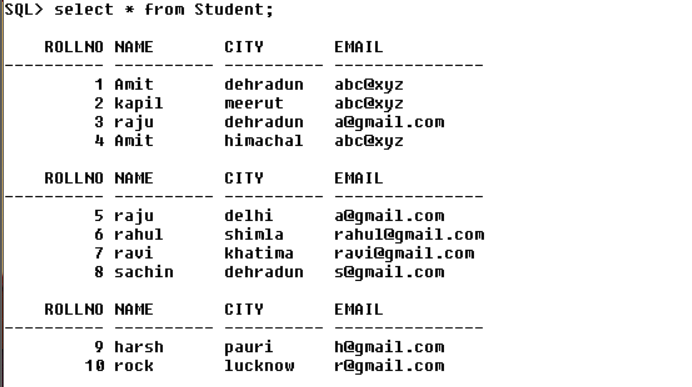 SQL> select * from Student;
ROLLNO NAME CITY EMAIL
---------- ---------- ---------- ---------------
1 Amit dehradun abc@xyz
2 kapil meerut abc@xyz
3 raju dehradun a@gmail.com
4 Amit himachal abc@xyz
ROLLNO NAME CITY EMAIL
---------- ---------- ---------- ---------------
5 raju delhi a@gmail.com
6 rahul shimla rahul@gmail.com
7 ravi khatima ravi@gmail.com
8 sachin dehradun s@gmail.com
ROLLNO NAME CITY EMAIL
---------- ---------- ---------- ---------------
9 harsh pauri h@gmail.com
10 rock lucknow r@gmail.com